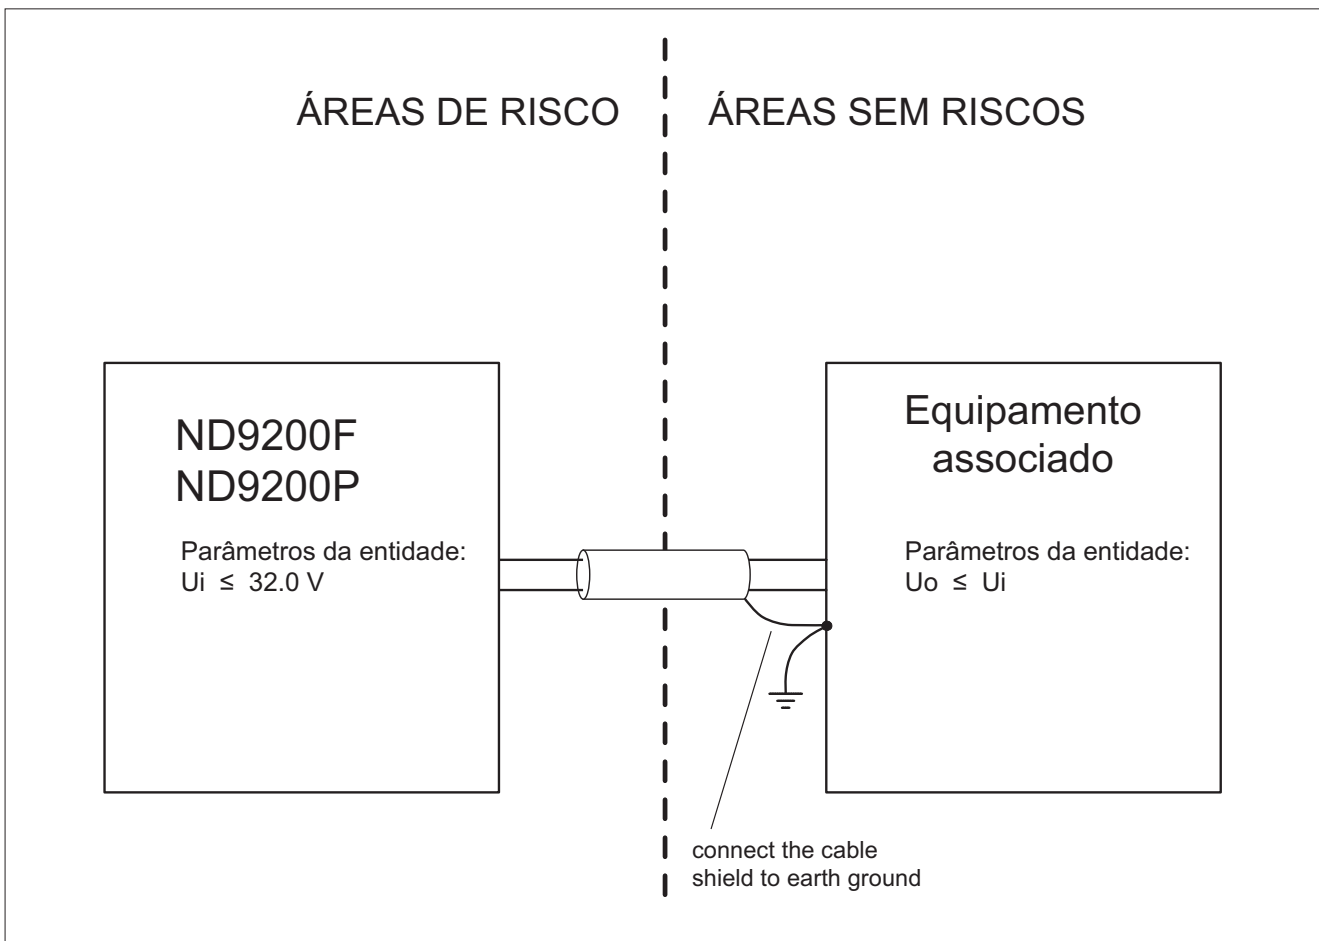 ÁREAS DE RISCO
ÁREAS SEM RISCOS
ND9200F
ND9200P
Parâmetros da entidade:
Ui ≤ 32.0 V
Equipamento
associado
Parâmetros da entidade:
Uo ≤ Ui
connect the cable
shield to earth ground